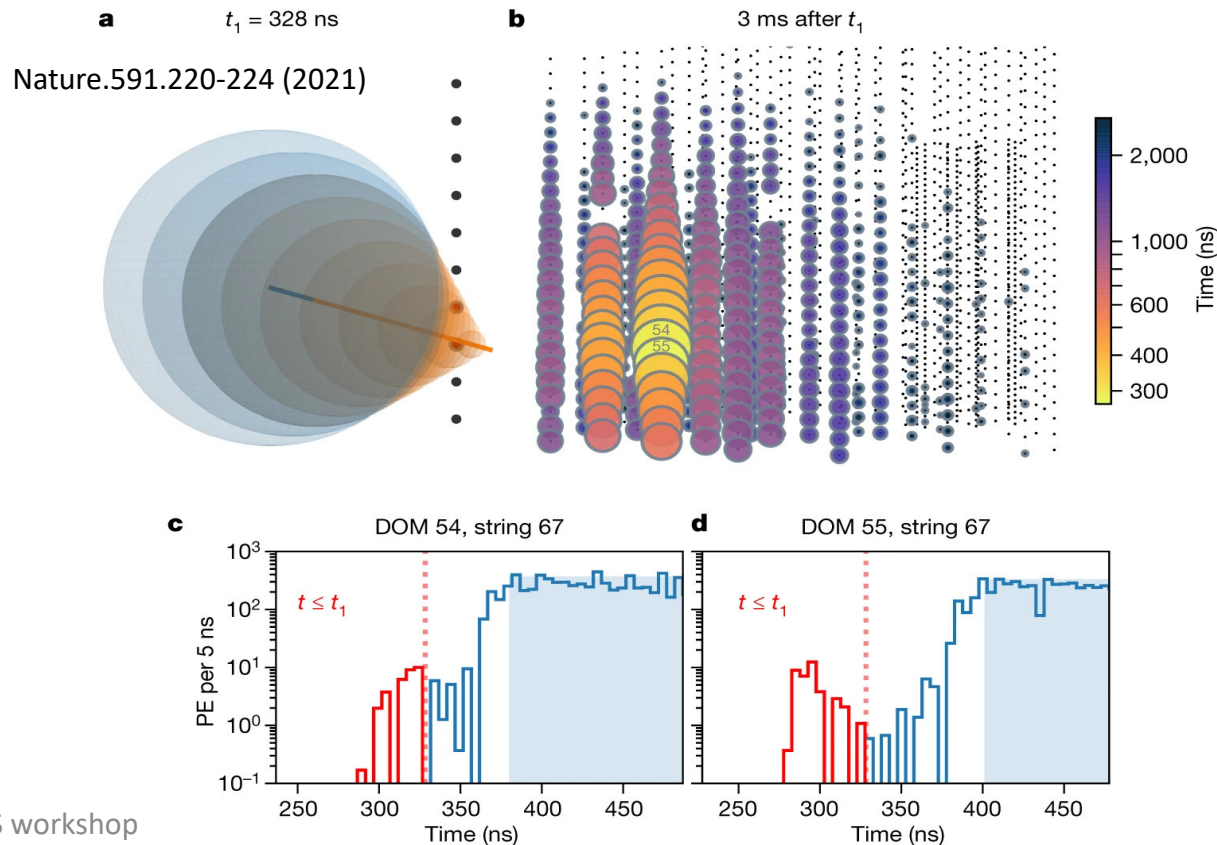 a
t1 = 328 ns
b
3 ms after t1
Nature.591.220-224 (2021)
54
55
2,000
1,000
600
400
300
Time (ns)
c
DOM 54, string 67
d
DOM 55, string 67
PE per 5 ns
10³
10²
10¹
10⁰
10⁻¹
t ≤ t1
t ≤ t1
250
300
350
400
450
250
300
350
400
450
Time (ns)
Time (ns)
S workshop